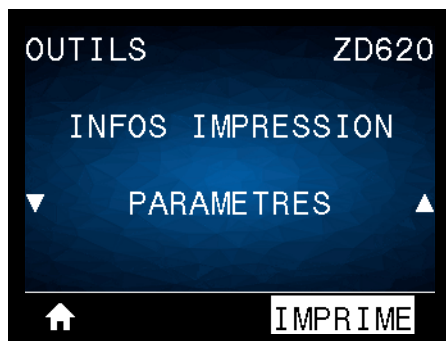 OUTILS ZD620
INFOS IMPRESSION
PARAMETRES
IMPRIME